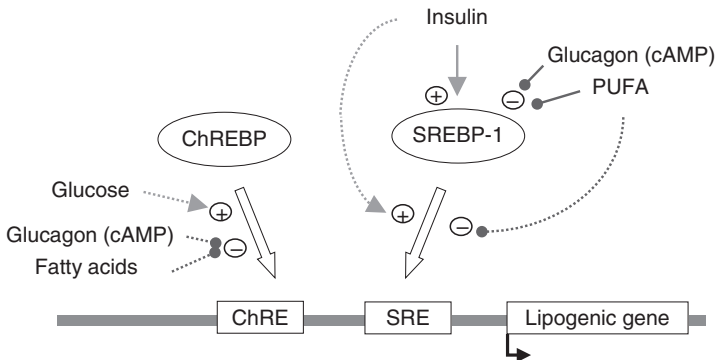 Insulin
Glucagon (cAMP)
PUFA
+
−
ChREBP
SREBP-1
Glucose
+
Glucagon (cAMP)
−
Fatty acids
+
−
ChRE
SRE
Lipogenic gene